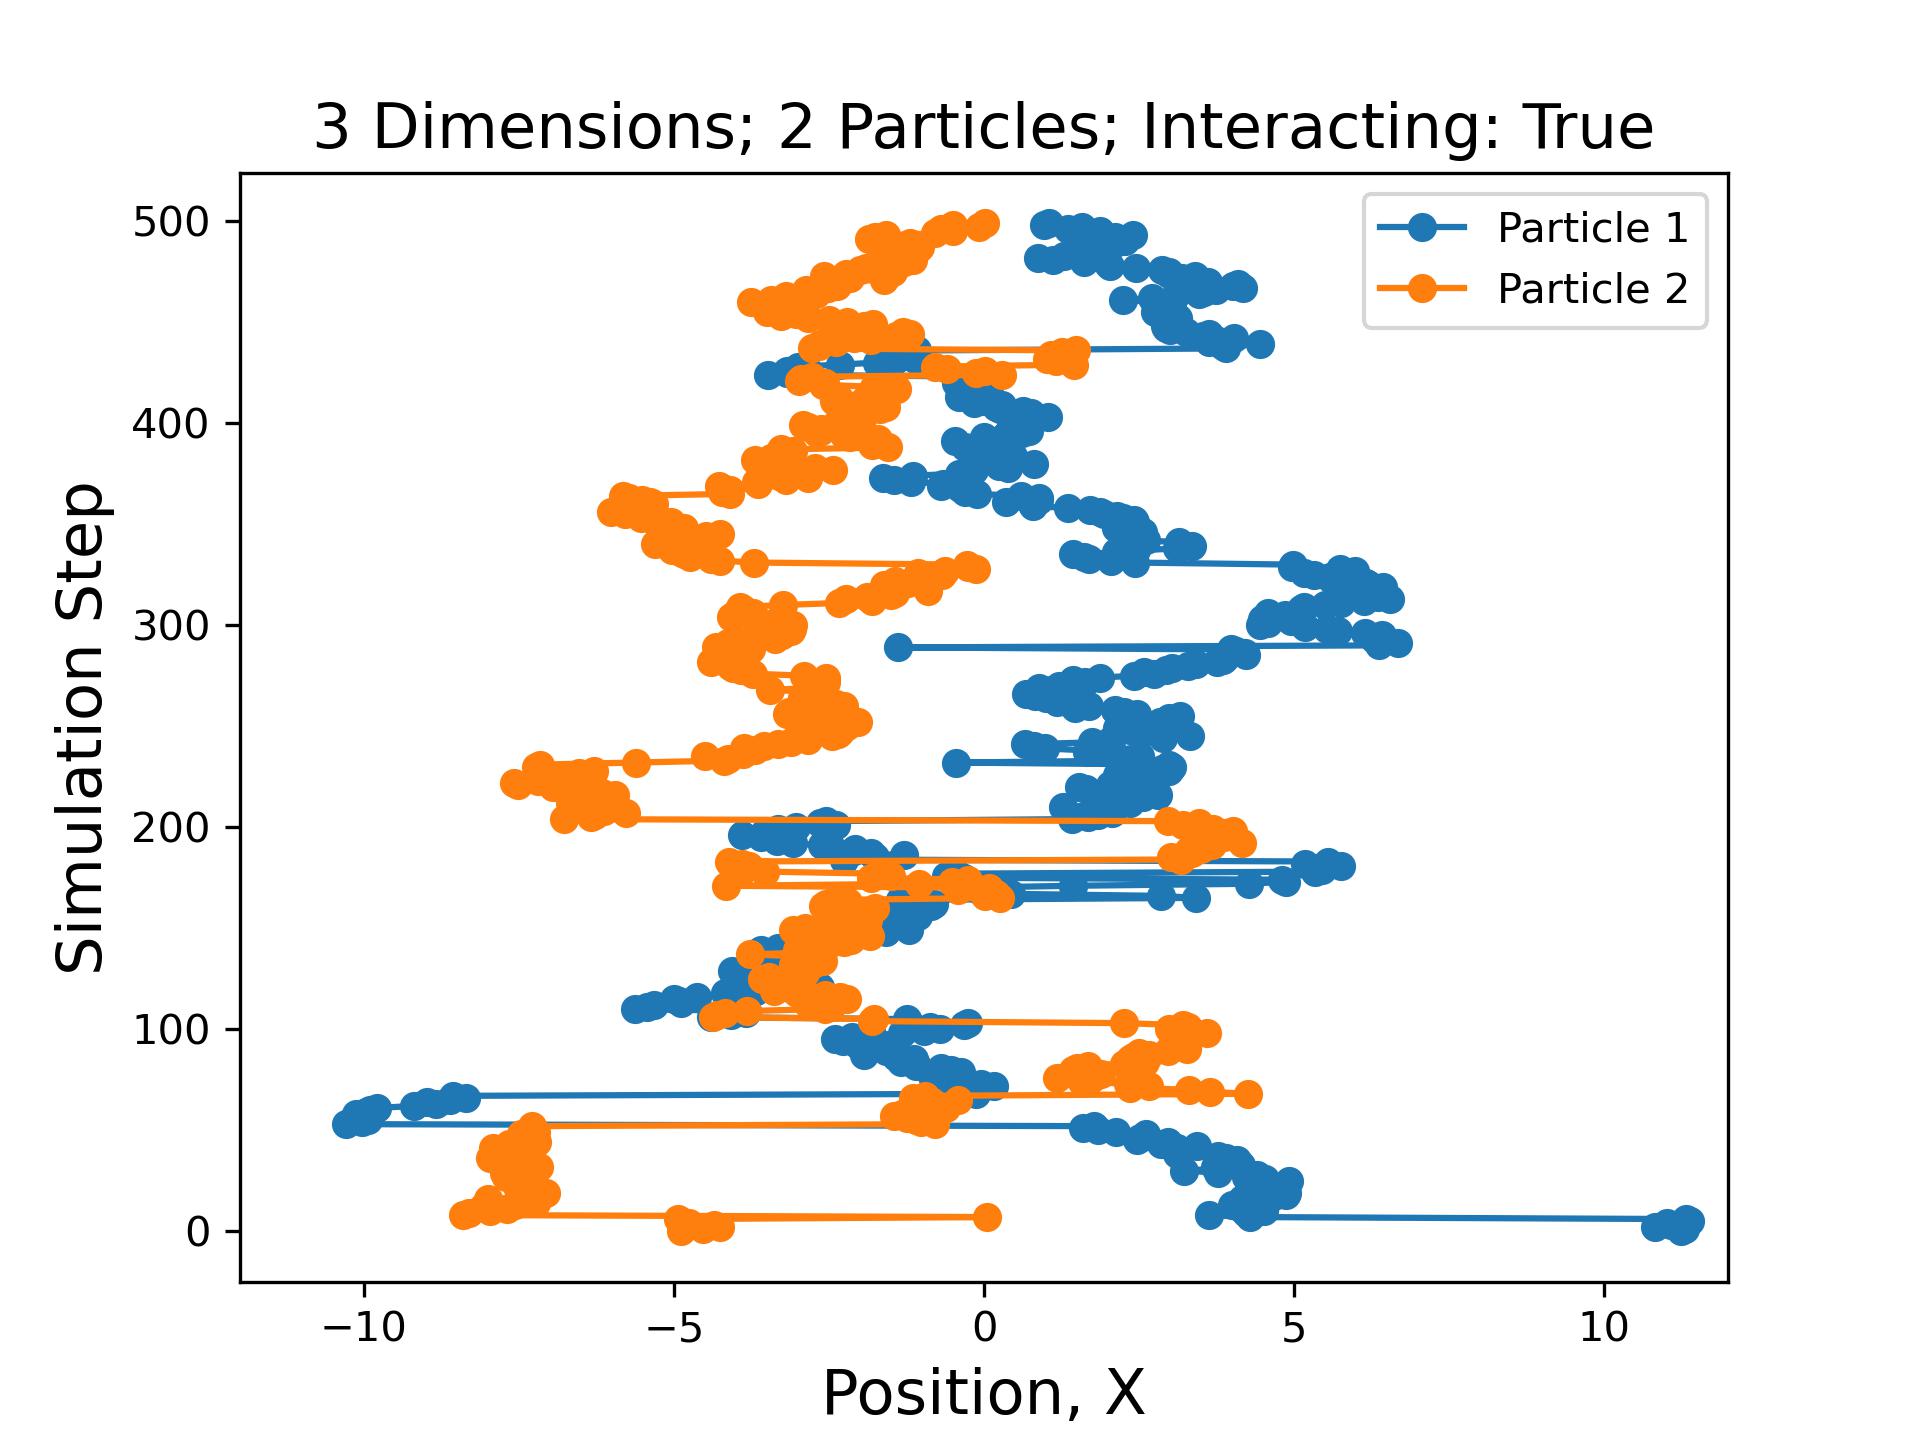 3 Dimensions; 2 Particles; Interacting: True
Particle 1
Particle 2
Simulation Step
500
400
300
200
100
0
−10
−5
0
5
10
Position, X